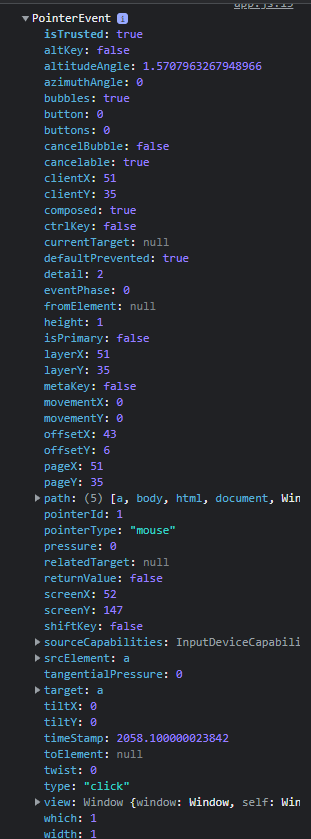 app.js:15
PointerEvent i
isTrusted: true
altKey: false
altitudeAngle: 1.5707963267948966
azimuthAngle: 0
bubbles: true
button: 0
buttons: 0
cancelBubble: false
cancelable: true
clientX: 51
clientY: 35
composed: true
ctrlKey: false
currentTarget: null
defaultPrevented: true
detail: 2
eventPhase: 0
fromElement: null
height: 1
isPrimary: false
layerX: 51
layerY: 35
metaKey: false
movementX: 0
movementY: 0
offsetX: 43
offsetY: 6
pageX: 51
pageY: 35
path: (5) [a, body, html, document, Win
pointerId: 1
pointerType: "mouse"
pressure: 0
relatedTarget: null
returnValue: false
screenX: 52
screenY: 147
shiftKey: false
sourceCapabilities: InputDeviceCapabili
srcElement: a
tangentialPressure: 0
target: a
tiltX: 0
tiltY: 0
timeStamp: 2058.100000023842
toElement: null
twist: 0
type: "click"
view: Window {window: Window, self: Win
which: 1
width: 1